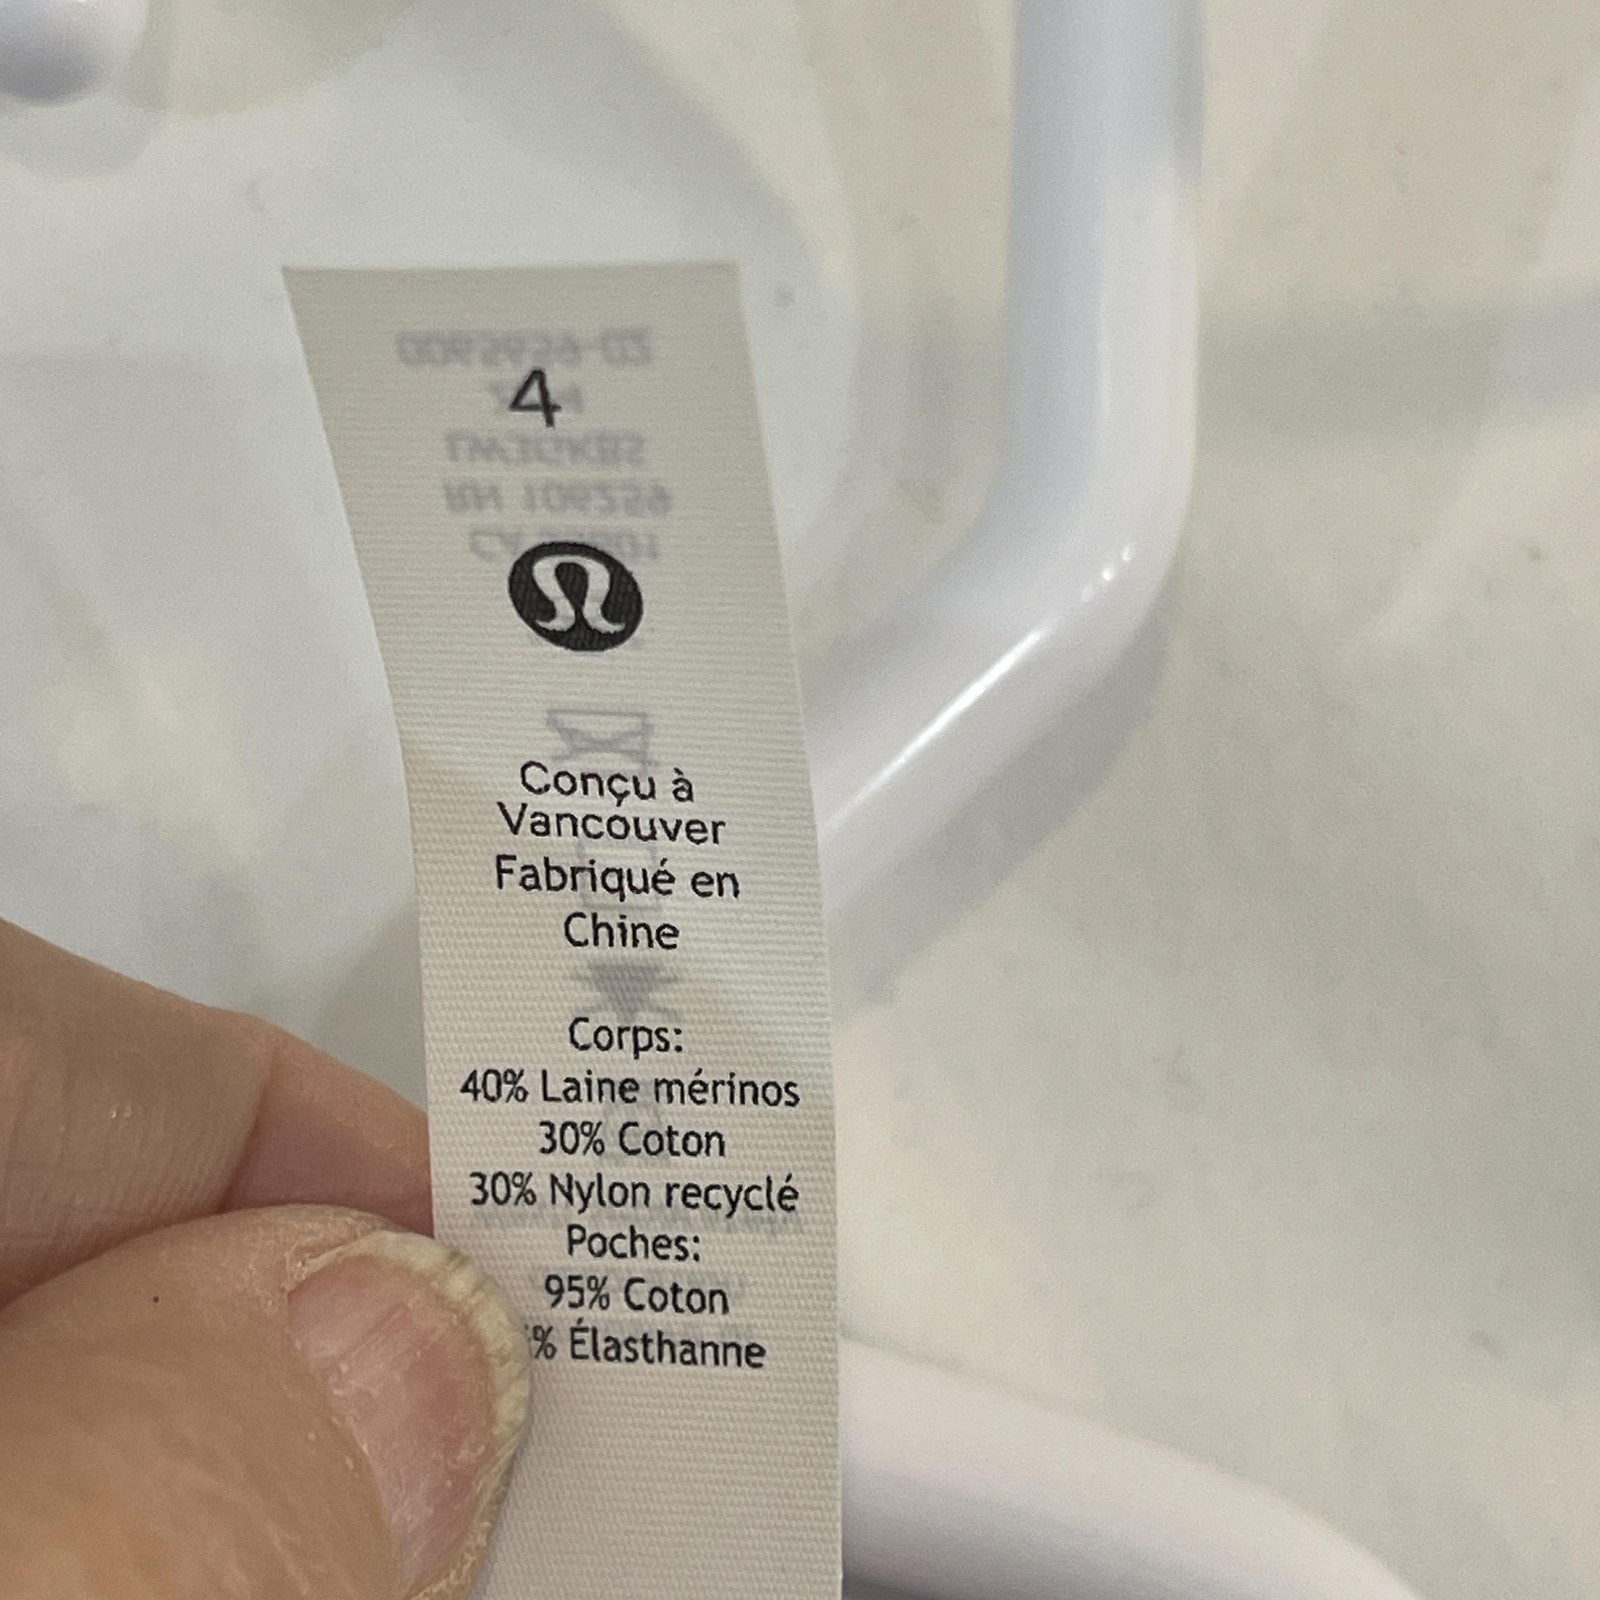 4
Conçu à
Vancouver
Fabriqué en
Chine
Corps:
40% Laine mérinos
30% Coton
30% Nylon recyclé
Poches:
95% Coton
% Élasthanne